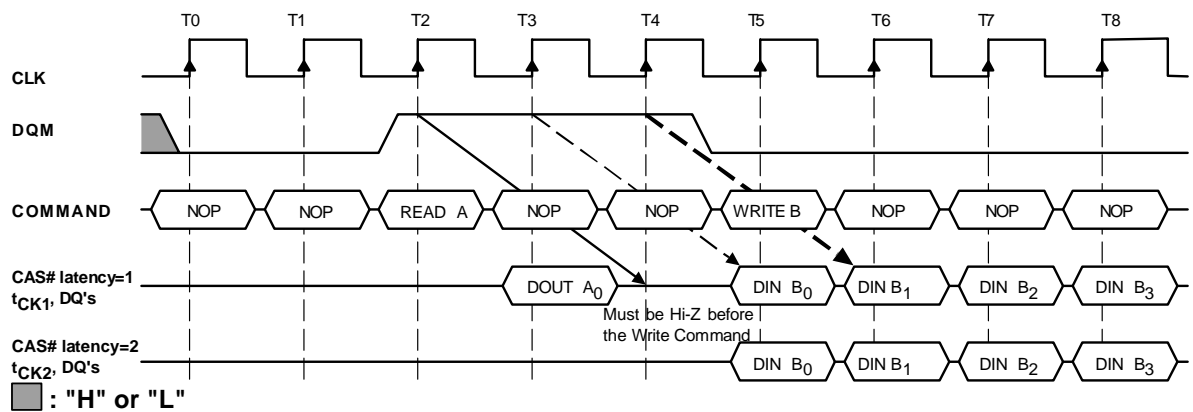 T0 T1 T2 T3 T4 T5 T6 T7 T8
CLK
DQM
COMMAND NOP NOP READ A NOP NOP WRITE B NOP NOP NOP
CAS# latency=1
tCK1, DQ's DOUT A0 DIN B0 DIN B1 DIN B2 DIN B3
Must be Hi-Z before
the Write Command
CAS# latency=2
tCK2, DQ's DIN B0 DIN B1 DIN B2 DIN B3
: "H" or "L"